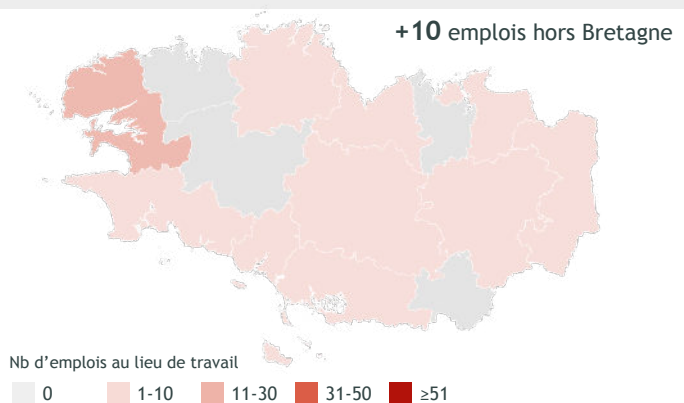 +10 emplois hors Bretagne
Nb d’emplois au lieu de travail
0 1-10 11-30 31-50 ≥51